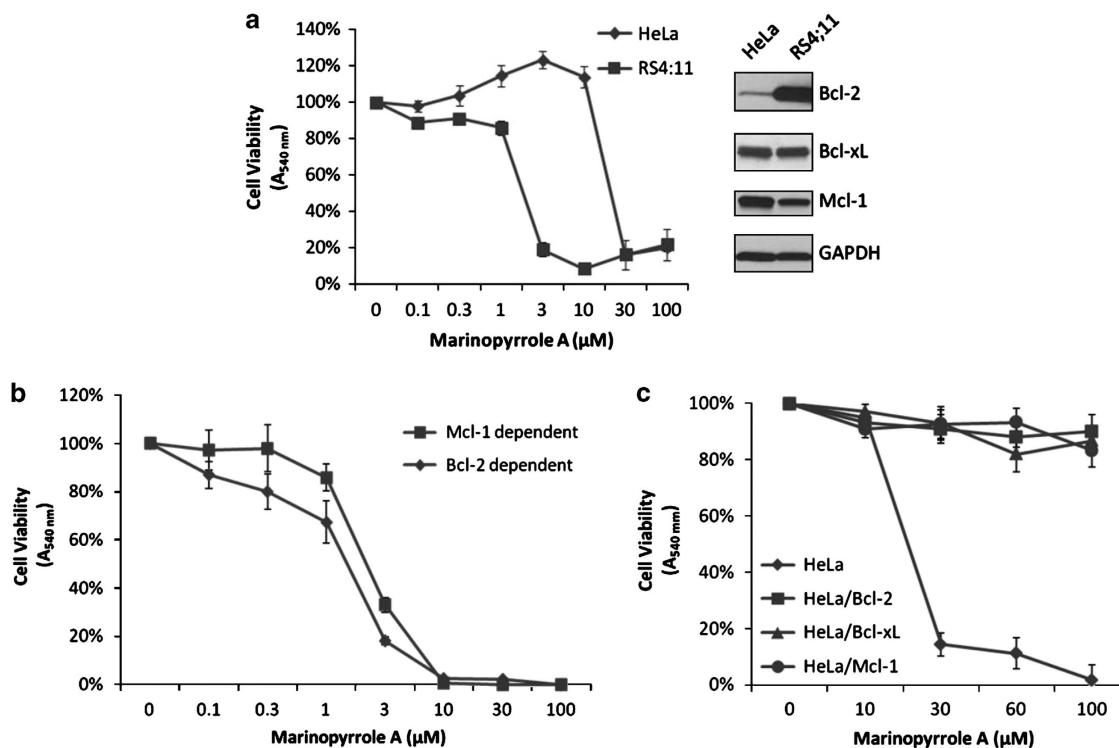 a
140%
120%
100%
80%
60%
40%
20%
0%
Cell Viability
(A540 nm)
HeLa
RS4:11
0 0.1 0.3 1 3 10 30 100
Marinopyrrole A (µM)
HeLa RS4;11
Bcl-2
Bcl-xL
Mcl-1
GAPDH
b
120%
100%
80%
60%
40%
20%
0%
Cell Viability
(A540 nm)
Mcl-1 dependent
Bcl-2 dependent
0 0.1 0.3 1 3 10 30 100
Marinopyrrole A (µM)
c
100%
80%
60%
40%
20%
0%
Cell Viability
(A540 mm)
HeLa
HeLa/Bcl-2
HeLa/Bcl-xL
HeLa/Mcl-1
0 10 30 60 100
Marinopyrrole A (µM)